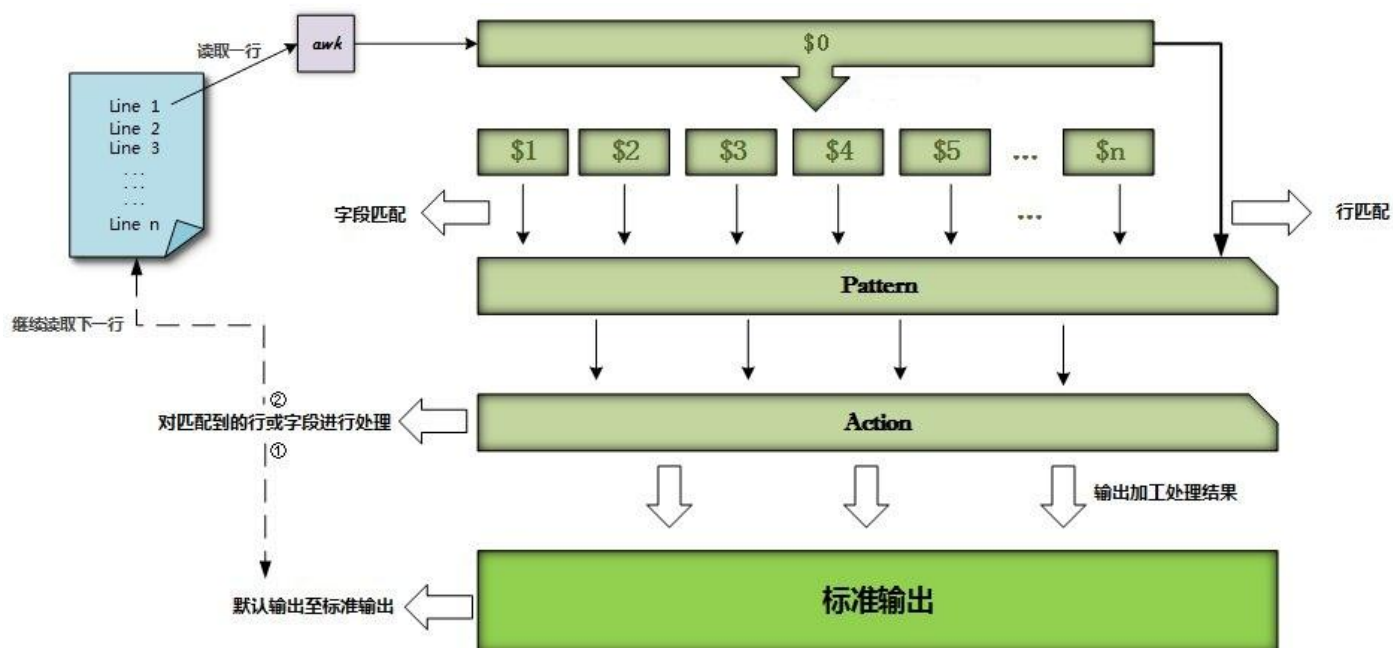 读取一行
awk
$0
Line 1
Line 2
Line 3
...
...
...
Line n
$1 $2 $3 $4 $5 ... $n
字段匹配
...
行匹配
Pattern
继续读取下一行
②
对匹配到的行或字段进行处理
①
Action
输出加工处理结果
默认输出至标准输出
标准输出